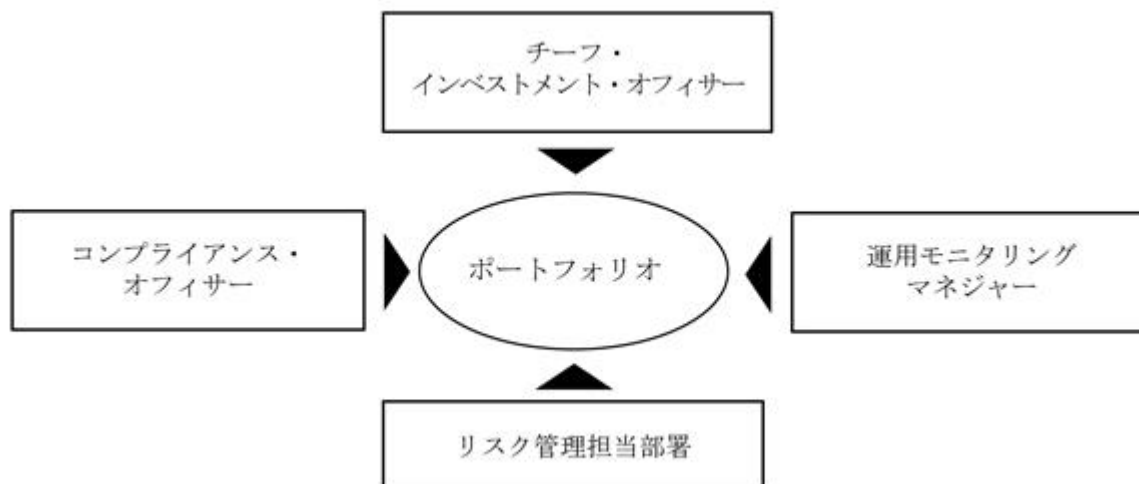 チーフ・
インベストメント・オフィサー
コンプライアンス・
オフィサー
ポートフォリオ
運用モニタリング
マネジャー
リスク管理担当部署